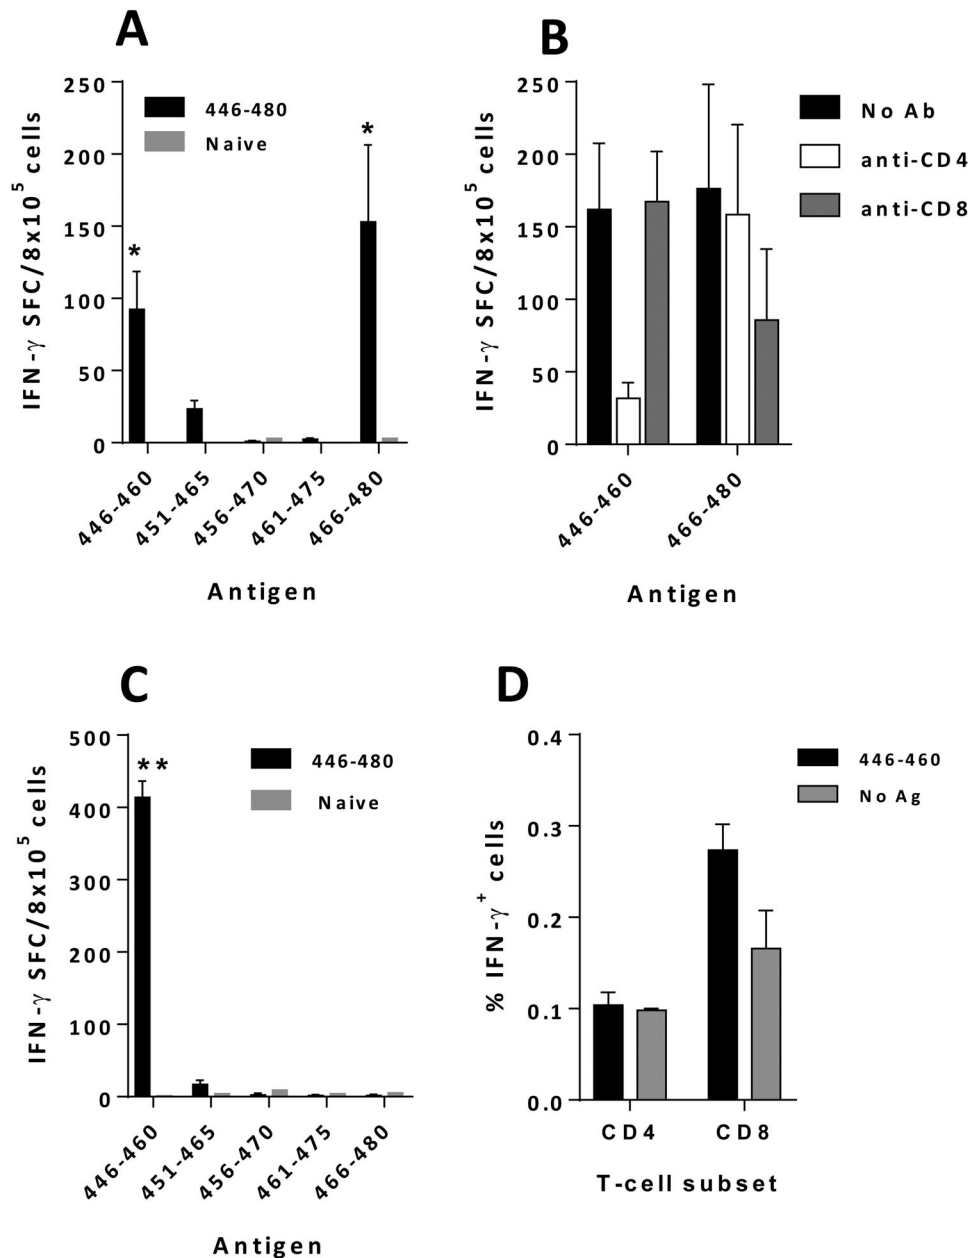 A
250
200
150
100
50
0
IFN-γ SFC/8x10⁵ cells
446-480
Naive
*
*
446-460
451-465
456-470
461-475
466-480
Antigen
B
250
200
150
100
50
0
IFN-γ SFC/8x10⁵ cells
No Ab
anti-CD4
anti-CD8
446-460
466-480
Antigen
C
500
400
300
200
100
0
IFN-γ SFC/8x10⁵ cells
446-480
Naive
**
446-460
451-465
456-470
461-475
466-480
Antigen
D
0.4
0.3
0.2
0.1
0.0
% IFN-γ⁺ cells
446-460
No Ag
CD4
CD8
T-cell subset